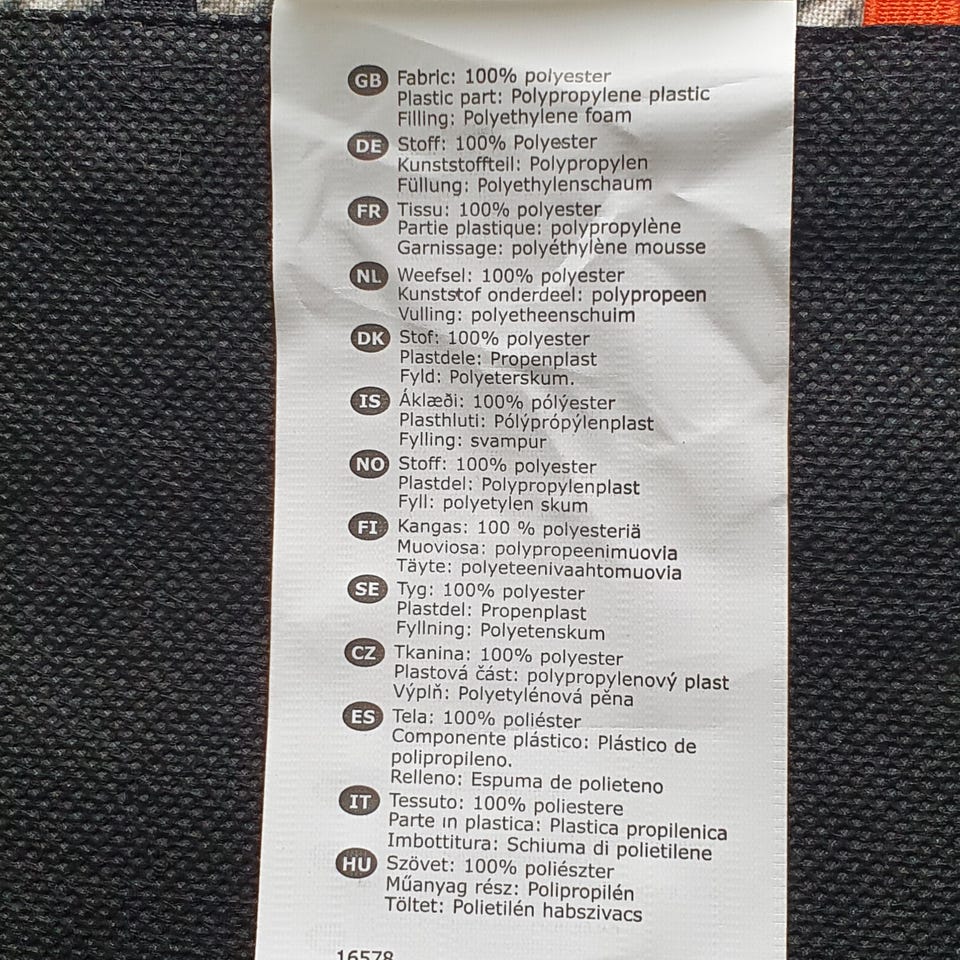 GB Fabric: 100% polyester
Plastic part: Polypropylene plastic
Filling: Polyethylene foam
DE Stoff: 100% Polyester
Kunststoffteil: Polypropylen
Füllung: Polyethylenschaum
FR Tissu: 100% polyester
Partie plastique: polypropylène
Garnissage: polyéthylène mousse
NL Weefsel: 100% polyester
Kunststof onderdeel: polypropeen
Vulling: polyetheenschuim
DK Stof: 100% polyester
Plastdele: Propenplast
Fyld: Polyeterskum.
IS Áklæði: 100% pólýester
Plasthluti: Pólýprópýlenplast
Fylling: svampur
NO Stoff: 100% polyester
Plastdel: Polypropylenplast
Fyll: polyetylen skum
FI Kangas: 100 % polyesteriä
Muoviosa: polypropeenimuovia
Täyte: polyeteenivaahtomuovia
SE Tyg: 100% polyester
Plastdel: Propenplast
Fyllning: Polyetenskum
CZ Tkanina: 100% polyester
Plastová část: polypropylenový plast
Výplň: Polyetylénová pěna
ES Tela: 100% poliéster
Componente plástico: Plástico de
polipropileno.
Relleno: Espuma de polieteno
IT Tessuto: 100% poliestere
Parte in plastica: Plastica propilenica
Imbottitura: Schiuma di polietilene
HU Szövet: 100% poliészter
Műanyag rész: Polipropilén
Töltet: Polietilén habszivacs
16578